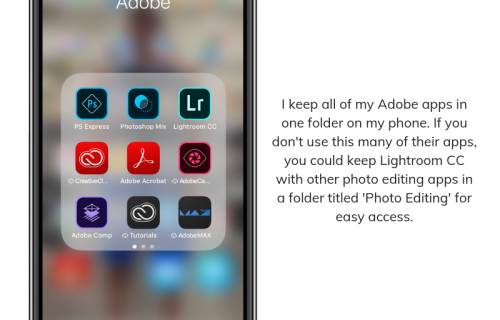 Adobe
Ps
Lr
PS Express Photoshop Mix Lightroom CC
CreativeCl... Adobe Acrobat AdobeCa...
Adobe Comp Tutorials AdobeMAX
I keep all of my Adobe apps in
one folder on my phone. If you
don't use this many of their apps,
you could keep Lightroom CC
with other photo editing apps in
a folder titled 'Photo Editing' for
easy access.